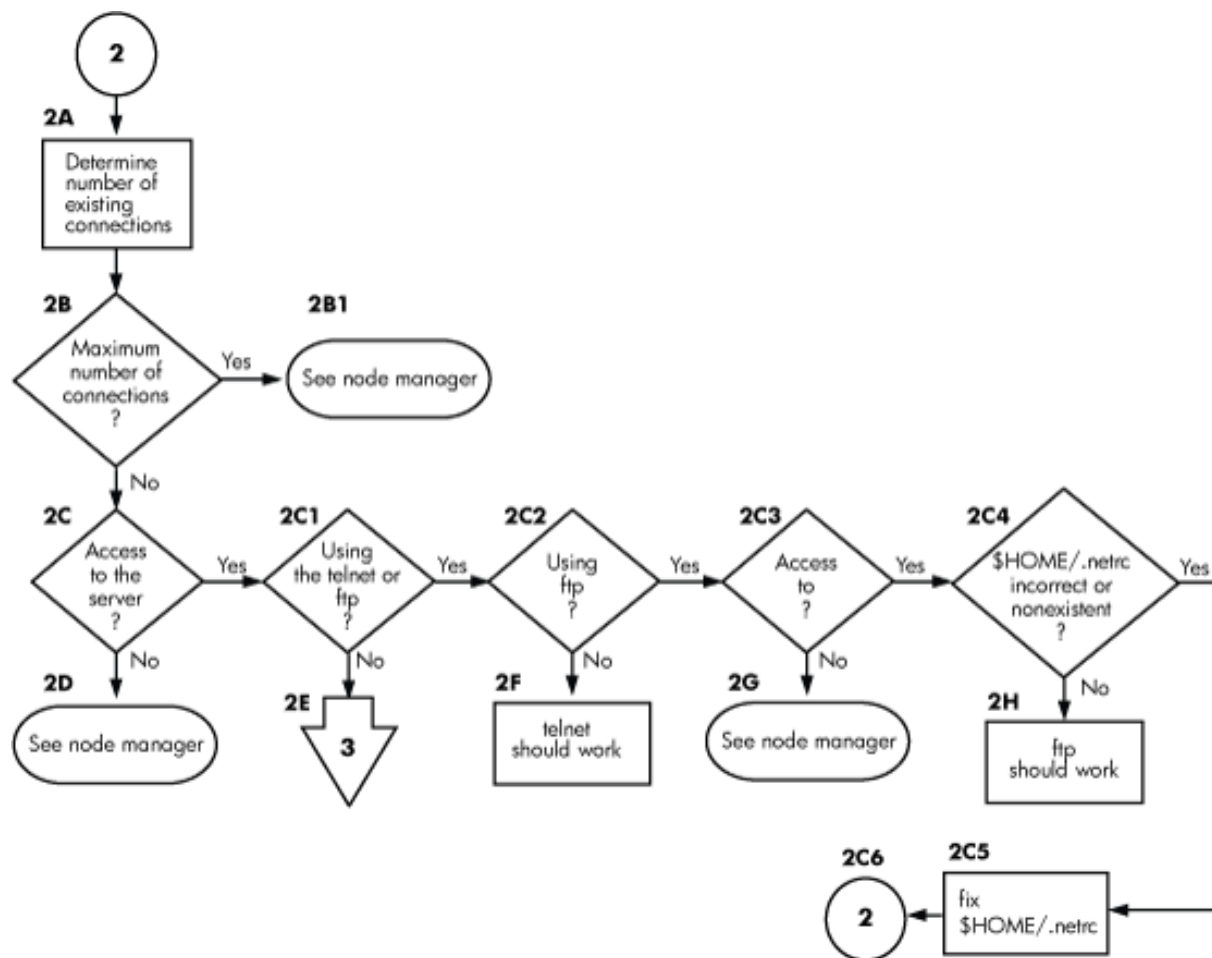 2
2A
Determine
number of
existing
connections
2B
Maximum
number of
connections
?
Yes
2B1
See node manager
No
2C
Access
to the
server
?
Yes
2C1
Using
the telnet or
ftp
?
Yes
2C2
Using
ftp
?
Yes
2C3
Access
to ?
Yes
2C4
$HOME/.netrc
incorrect or
nonexistent
?
Yes
No
2D
See node manager
No
2E
3
No
2F
telnet
should work
No
2G
See node manager
No
2H
ftp
should work
2C6
2
2C5
fix
$HOME/.netrc